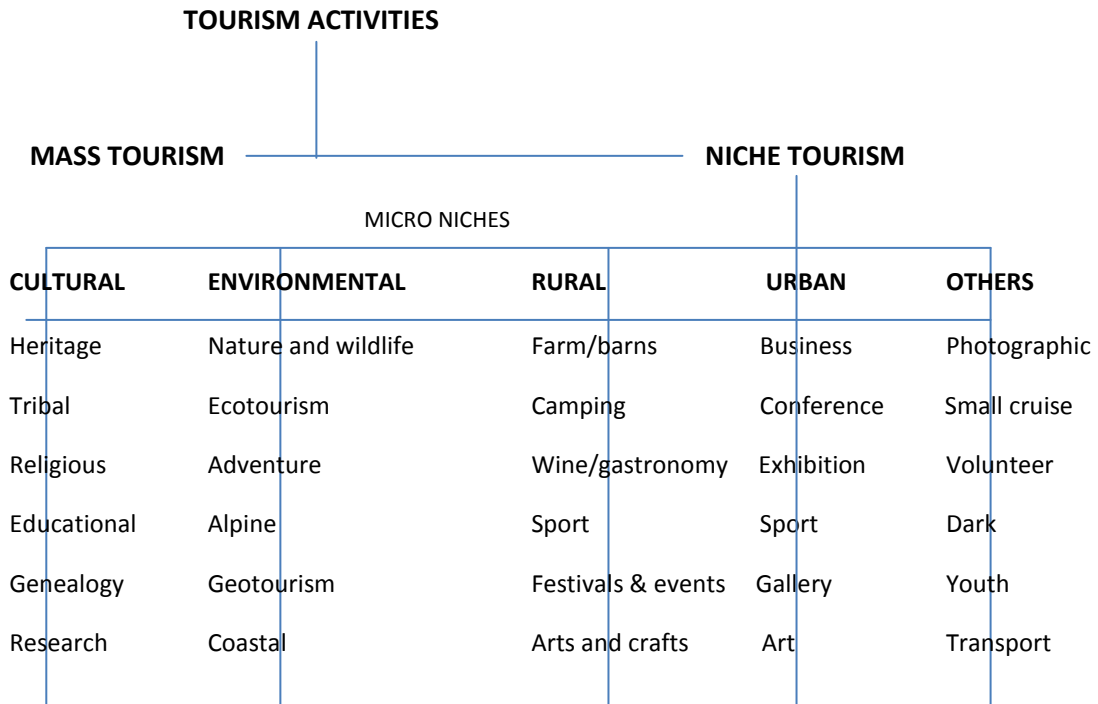 TOURISM ACTIVITIES
MASS TOURISM NICHE TOURISM
MICRO NICHES
CULTURAL ENVIRONMENTAL RURAL URBAN OTHERS
Heritage Nature and wildlife Farm/barns Business Photographic
Tribal Ecotourism Camping Conference Small cruise
Religious Adventure Wine/gastronomy Exhibition Volunteer
Educational Alpine Sport Sport Dark
Genealogy Geotourism Festivals & events Gallery Youth
Research Coastal Arts and crafts Art Transport